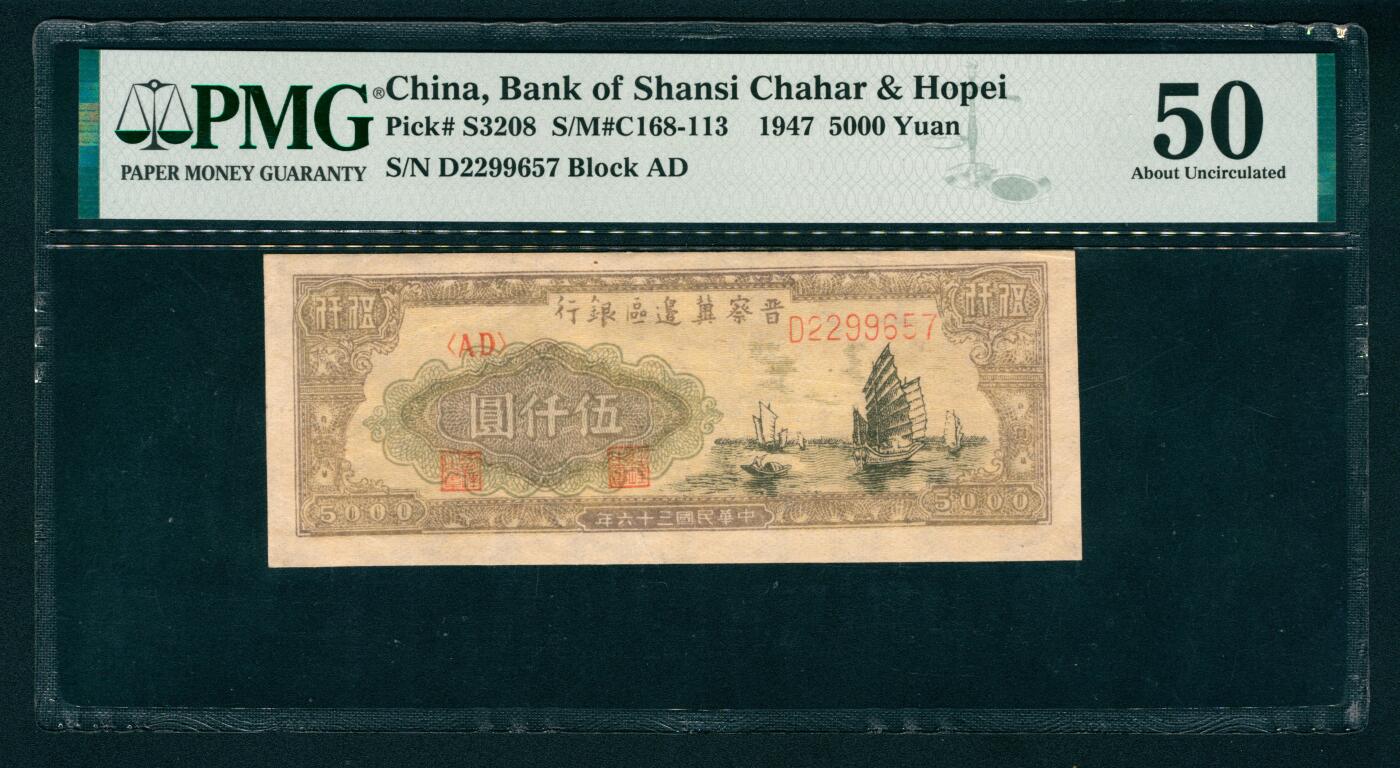 PMG®
PAPER MONEY GUARANTY
China, Bank of Shansi Chahar & Hopei
Pick# S3208 S/M#C168-113 1947 5000 Yuan
S/N D2299657 Block AD
50
About Uncirculated
伍仟
伍仟
晋察冀邊區銀行
〈AD〉
D2299657
伍仟圓
5000
5000
中華民國三十六年